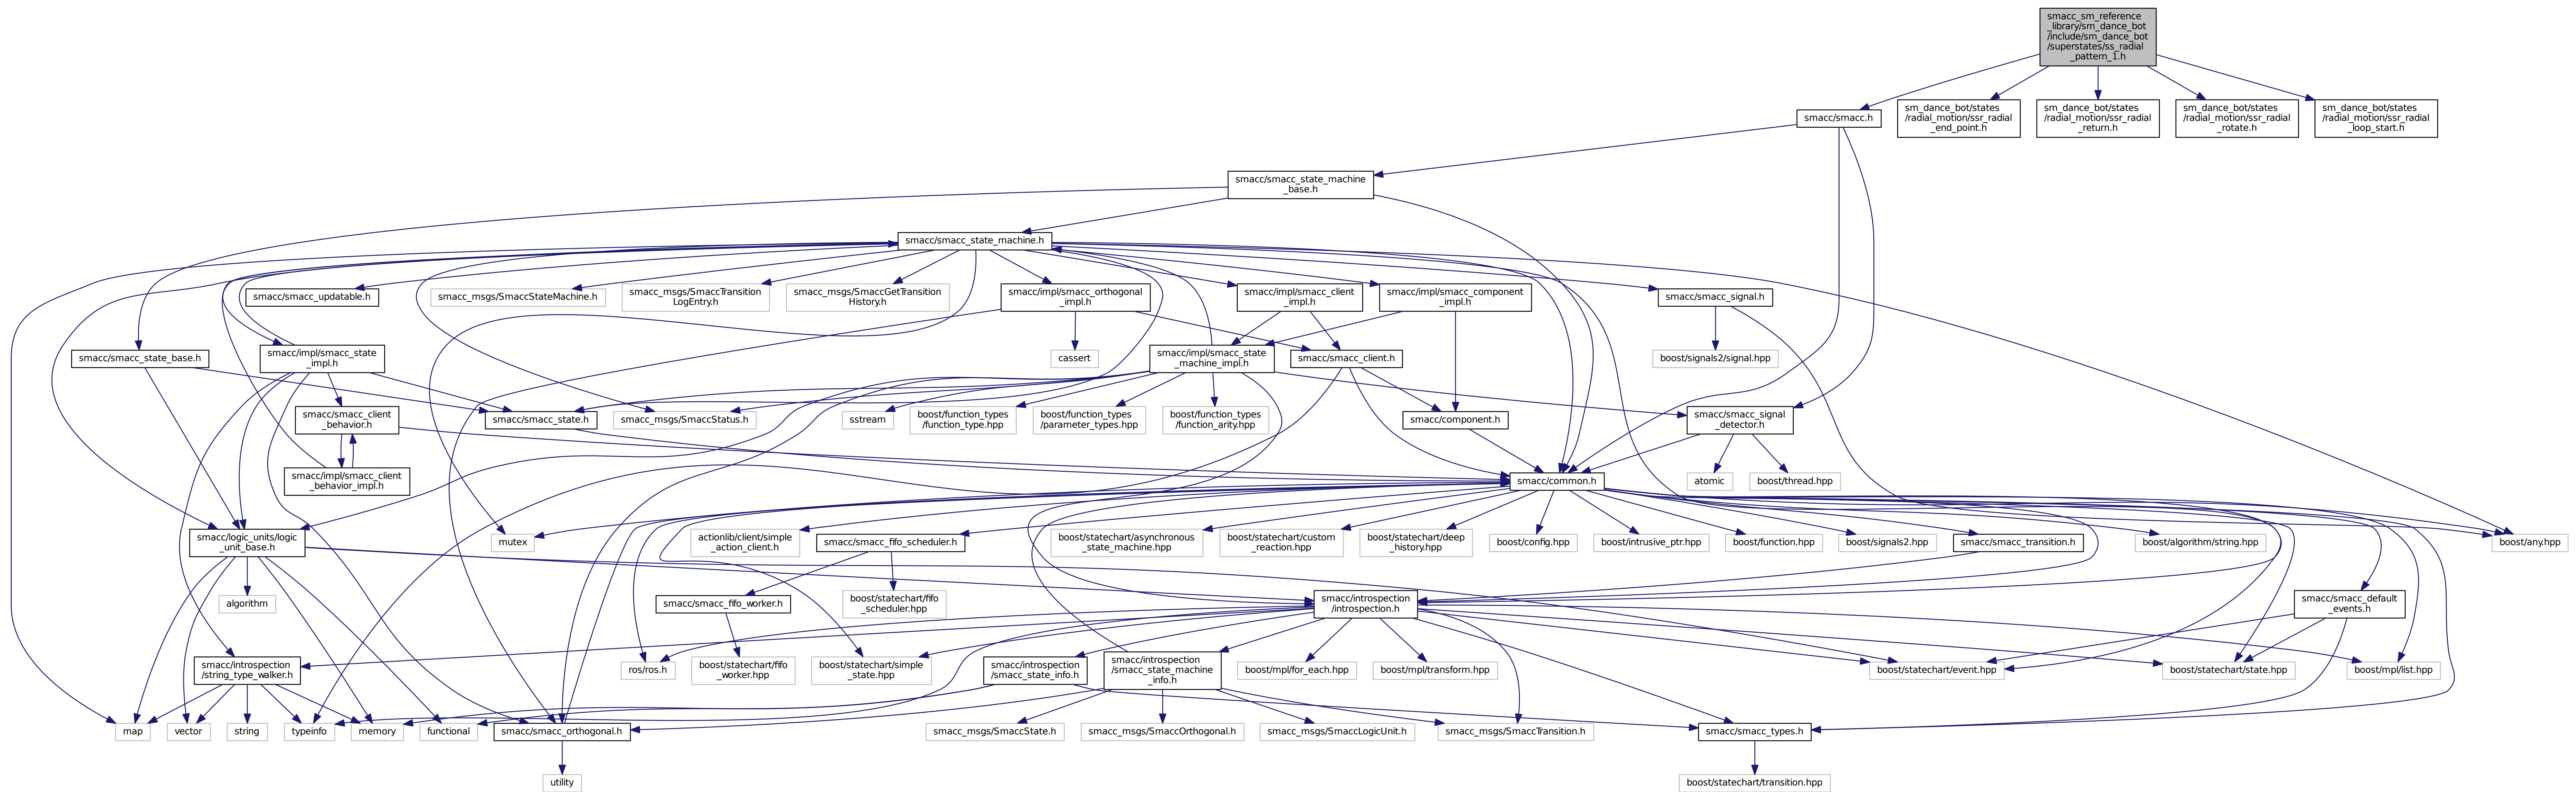 smacc_sm_reference
_library/sm_dance_bot
/include/sm_dance_bot
/superstates/ss_radial
_pattern_1.h
smacc/smacc.h
sm_dance_bot/states
/radial_motion/ssr_radial
_end_point.h
sm_dance_bot/states
/radial_motion/ssr_radial
_return.h
sm_dance_bot/states
/radial_motion/ssr_radial
_rotate.h
sm_dance_bot/states
/radial_motion/ssr_radial
_loop_start.h
smacc/smacc_state_machine
_base.h
smacc/smacc_state_machine.h
smacc/smacc_updatable.h
smacc_msgs/SmaccStateMachine.h
smacc_msgs/SmaccTransition
LogEntry.h
smacc_msgs/SmaccGetTransition
History.h
smacc/impl/smacc_orthogonal
_impl.h
smacc/impl/smacc_client
_impl.h
smacc/impl/smacc_component
_impl.h
smacc/smacc_signal.h
smacc/smacc_state_base.h
smacc/impl/smacc_state
_impl.h
cassert
smacc/impl/smacc_state
_machine_impl.h
smacc/smacc_client.h
boost/signals2/signal.hpp
smacc/smacc_client
_behavior.h
smacc/smacc_state.h
smacc_msgs/SmaccStatus.h
sstream
boost/function_types
/function_type.hpp
boost/function_types
/parameter_types.hpp
boost/function_types
/function_arity.hpp
smacc/component.h
smacc/smacc_signal
_detector.h
smacc/impl/smacc_client
_behavior_impl.h
smacc/common.h
atomic
boost/thread.hpp
smacc/logic_units/logic
_unit_base.h
mutex
actionlib/client/simple
_action_client.h
smacc/smacc_fifo_scheduler.h
boost/statechart/asynchronous
_state_machine.hpp
boost/statechart/custom
_reaction.hpp
boost/statechart/deep
_history.hpp
boost/config.hpp
boost/intrusive_ptr.hpp
boost/function.hpp
boost/signals2.hpp
smacc/smacc_transition.h
boost/algorithm/string.hpp
boost/any.hpp
algorithm
smacc/smacc_fifo_worker.h
boost/statechart/fifo
_scheduler.hpp
smacc/introspection
/introspection.h
smacc/smacc_default
_events.h
smacc/introspection
/string_type_walker.h
ros/ros.h
boost/statechart/fifo
_worker.hpp
boost/statechart/simple
_state.hpp
smacc/introspection
/smacc_state_info.h
smacc/introspection
/smacc_state_machine
_info.h
boost/mpl/for_each.hpp
boost/mpl/transform.hpp
boost/statechart/event.hpp
boost/statechart/state.hpp
boost/mpl/list.hpp
map
vector
string
typeinfo
memory
functional
smacc/smacc_orthogonal.h
smacc_msgs/SmaccState.h
smacc_msgs/SmaccOrthogonal.h
smacc_msgs/SmaccLogicUnit.h
smacc_msgs/SmaccTransition.h
smacc/smacc_types.h
utility
boost/statechart/transition.hpp